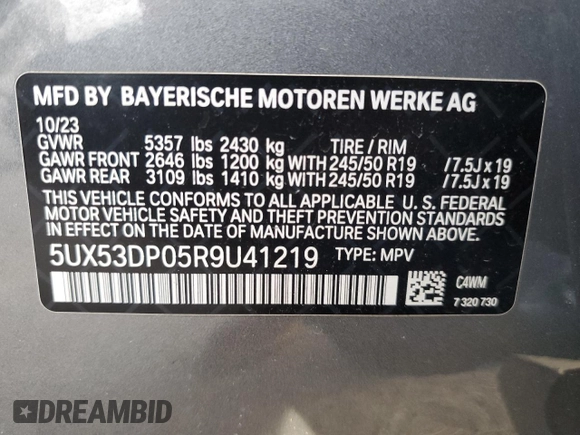 MFD BY BAYERISCHE MOTOREN WERKE AG
10/23
GVWR 5357 lbs 2430 kg TIRE / RIM
GAWR FRONT 2646 lbs 1200 kg WITH 245/50 R19 /7.5J x 19
GAWR REAR 3109 lbs 1410 kg WITH 245/50 R19 /7.5J x 19
THIS VEHICLE CONFORMS TO ALL APPLICABLE U. S. FEDERAL
MOTOR VEHICLE SAFETY, BUMPER, AND THEFT PREVENTION STANDARDS
IN EFFECT ON THE DATE OF MANUFACTURE SHOWN ABOVE.
5UX53DP05R9U41219 TYPE: MPV
C4WM
7 320 730
DREAMBID